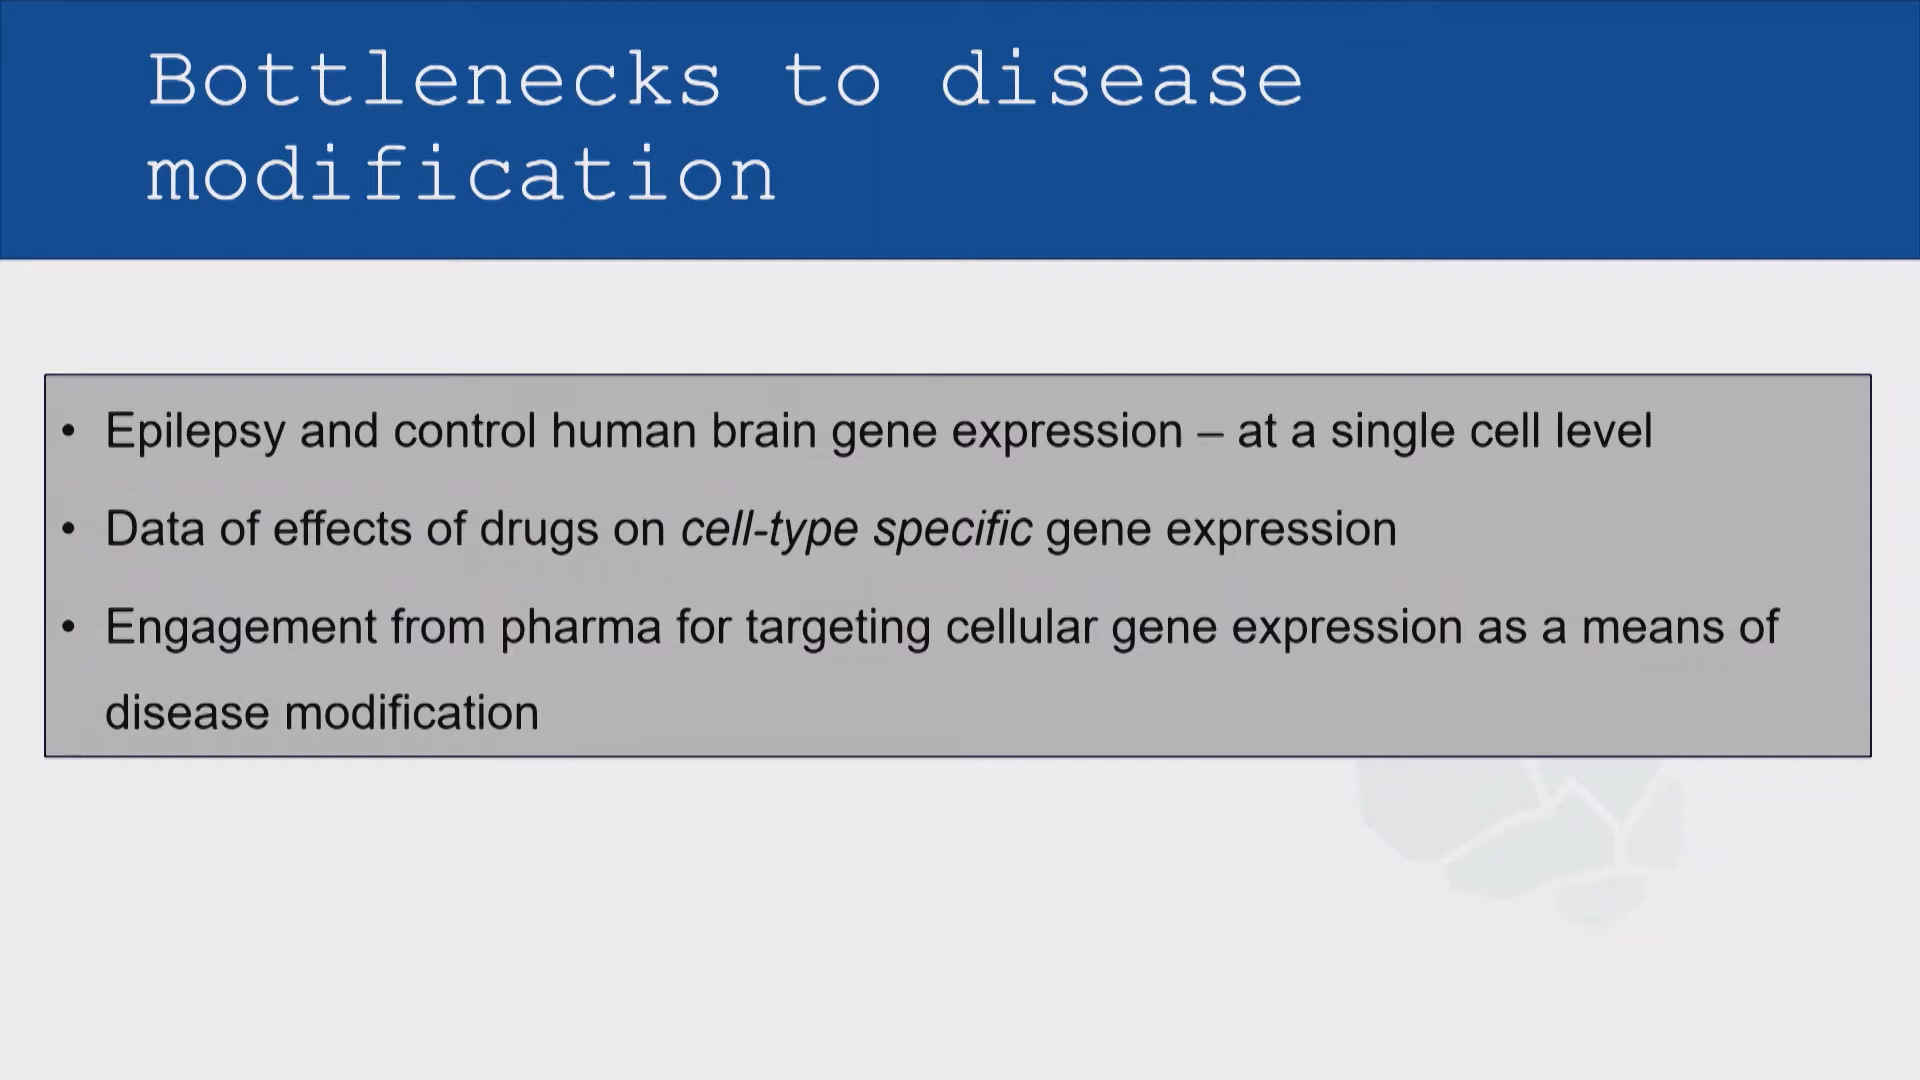 Bottlenecks to disease
modification
• Epilepsy and control human brain gene expression – at a single cell level
• Data of effects of drugs on cell-type specific gene expression
• Engagement from pharma for targeting cellular gene expression as a means of
disease modification